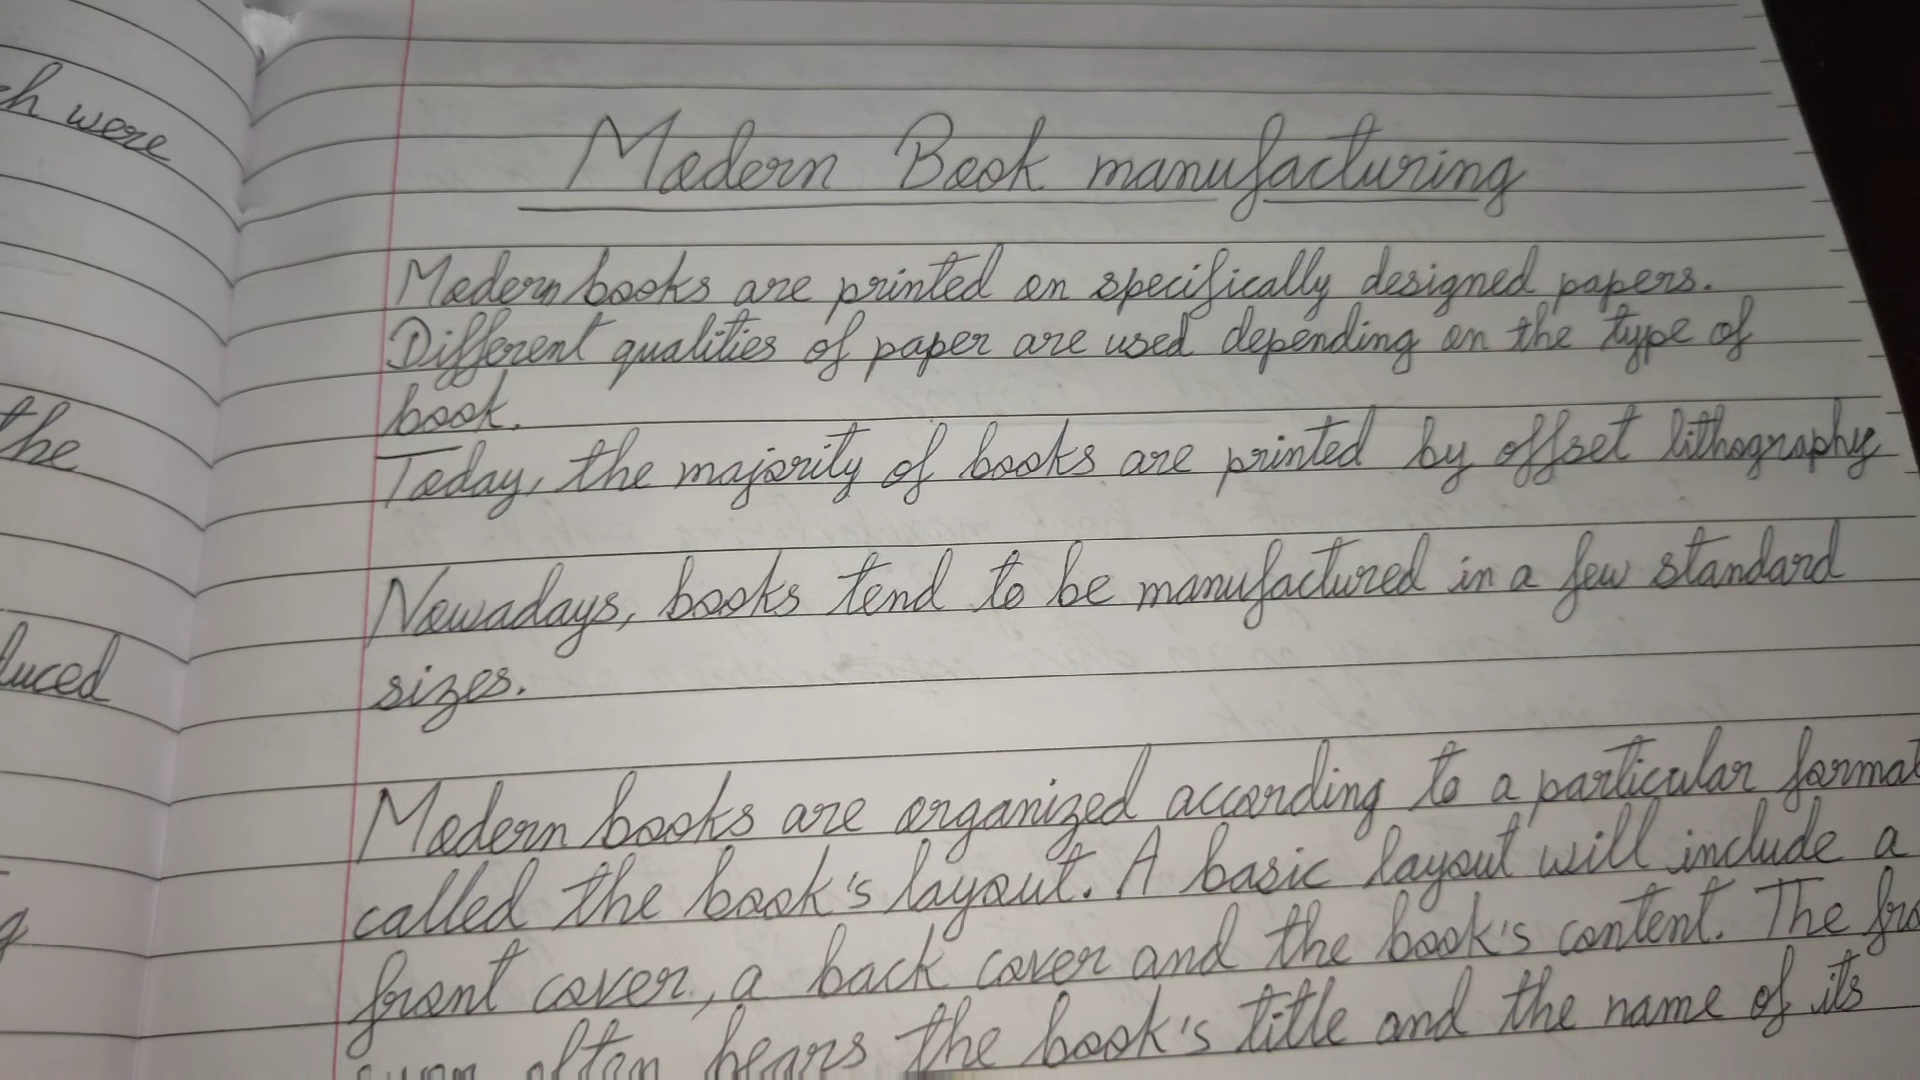 ch were
the
luced
g
Modern Book manufacturing
Modern books are printed on specifically designed papers.
Different qualities of paper are used depending on the type of
book.
Today, the majority of books are printed by offset lithography
Nowadays, books tend to be manufactured in a few standard
sizes.
Modern books are organized according to a particular format
called the book's layout. A basic layout will include a
front cover, a back cover and the book's content. The fro
often bears the book's title and the name of its